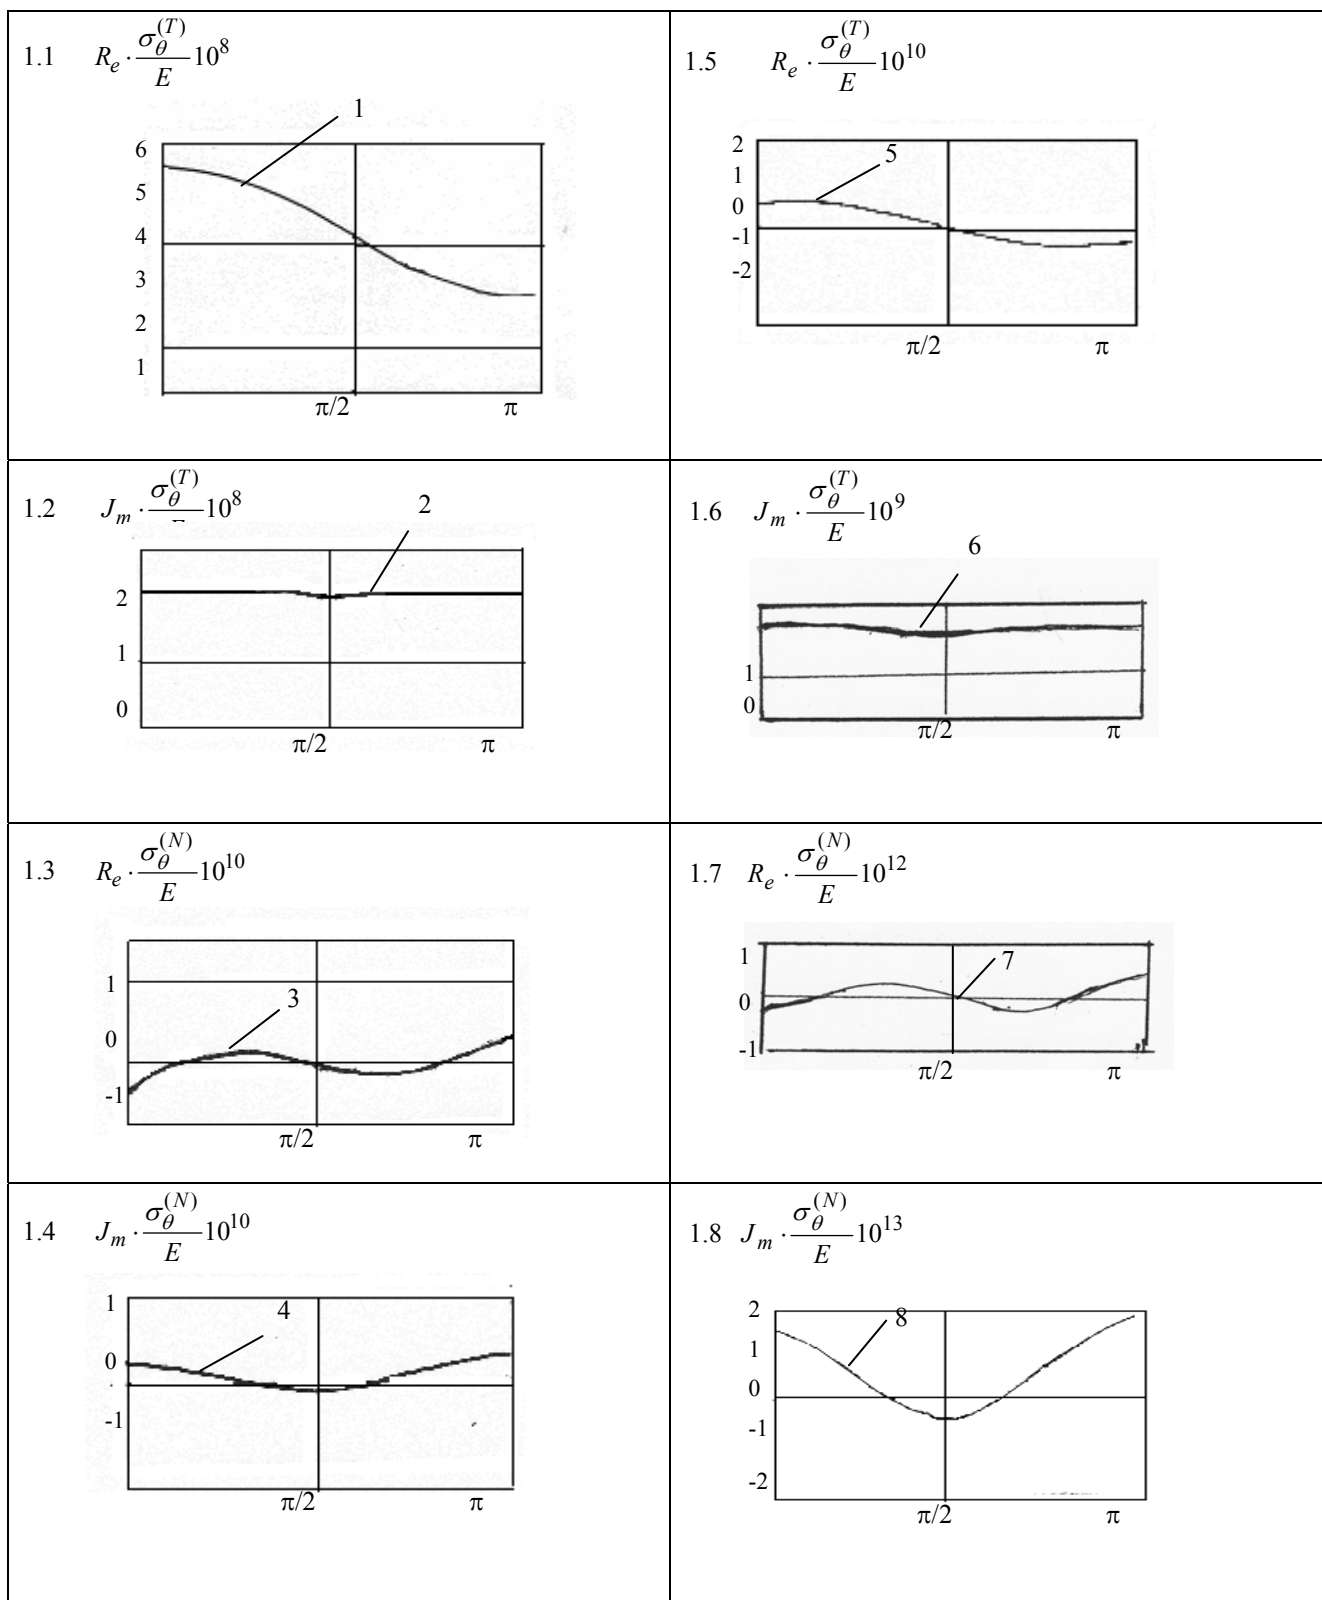 1.1 R_e · σ_θ^(T)/E 10^8
1
6
5
4
3
2
1
π/2 π
1.5 R_e · σ_θ^(T)/E 10^10
5
2
1
0
-1
-2
π/2 π
1.2 J_m · σ_θ^(T) 10^8
2
2
1
0
π/2 π
1.6 J_m · σ_θ^(T)/E 10^9
6
1
0
π/2 π
1.3 R_e · σ_θ^(N)/E 10^10
3
1
0
-1
π/2 π
1.7 R_e · σ_θ^(N)/E 10^12
7
1
0
-1
π/2 π
1.4 J_m · σ_θ^(N)/E 10^10
4
1
0
-1
π/2 π
1.8 J_m · σ_θ^(N)/E 10^13
8
2
1
0
-1
-2
π/2 π